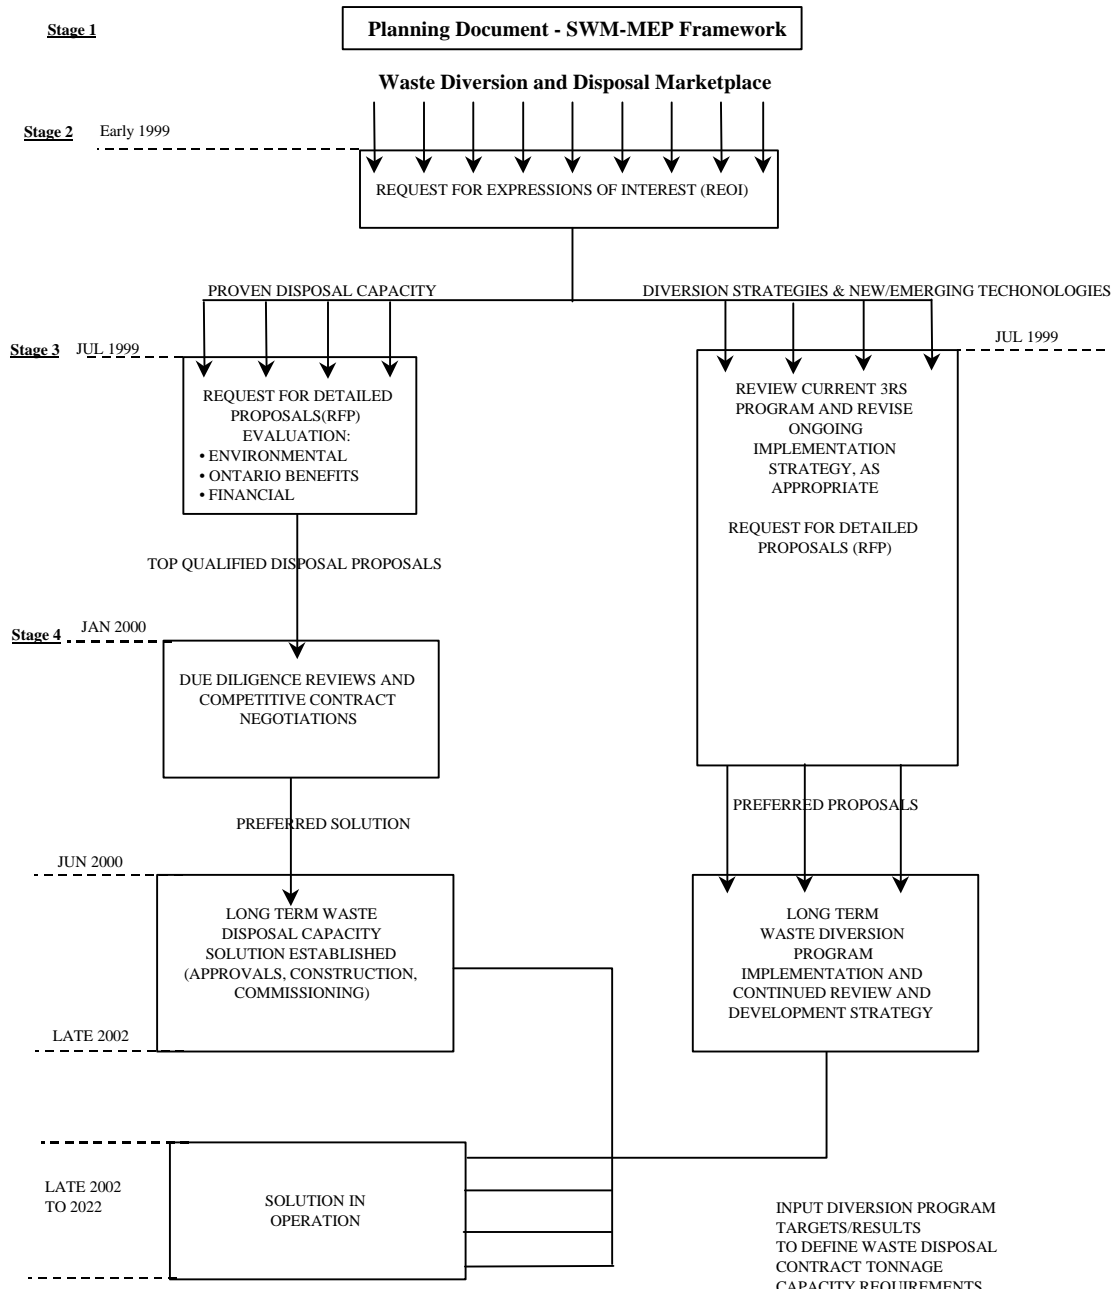 Stage 1
Planning Document - SWM-MEP Framework
Waste Diversion and Disposal Marketplace
Stage 2
Early 1999
REQUEST FOR EXPRESSIONS OF INTEREST (REOI)
PROVEN DISPOSAL CAPACITY
DIVERSION STRATEGIES & NEW/EMERGING TECHONOLOGIES
Stage 3
JUL 1999
JUL 1999
REQUEST FOR DETAILED
PROPOSALS(RFP)
EVALUATION:
• ENVIRONMENTAL
• ONTARIO BENEFITS
• FINANCIAL
REVIEW CURRENT 3RS
PROGRAM AND REVISE
ONGOING
IMPLEMENTATION
STRATEGY, AS
APPROPRIATE
REQUEST FOR DETAILED
PROPOSALS (RFP)
TOP QUALIFIED DISPOSAL PROPOSALS
Stage 4
JAN 2000
DUE DILIGENCE REVIEWS AND
COMPETITIVE CONTRACT
NEGOTIATIONS
PREFERRED SOLUTION
PREFERRED PROPOSALS
JUN 2000
LONG TERM WASTE
DISPOSAL CAPACITY
SOLUTION ESTABLISHED
(APPROVALS, CONSTRUCTION,
COMMISSIONING)
LONG TERM
WASTE DIVERSION
PROGRAM
IMPLEMENTATION AND
CONTINUED REVIEW AND
DEVELOPMENT STRATEGY
LATE 2002
LATE 2002
TO 2022
SOLUTION IN
OPERATION
INPUT DIVERSION PROGRAM
TARGETS/RESULTS
TO DEFINE WASTE DISPOSAL
CONTRACT TONNAGE
CAPACITY REQUIREMENTS